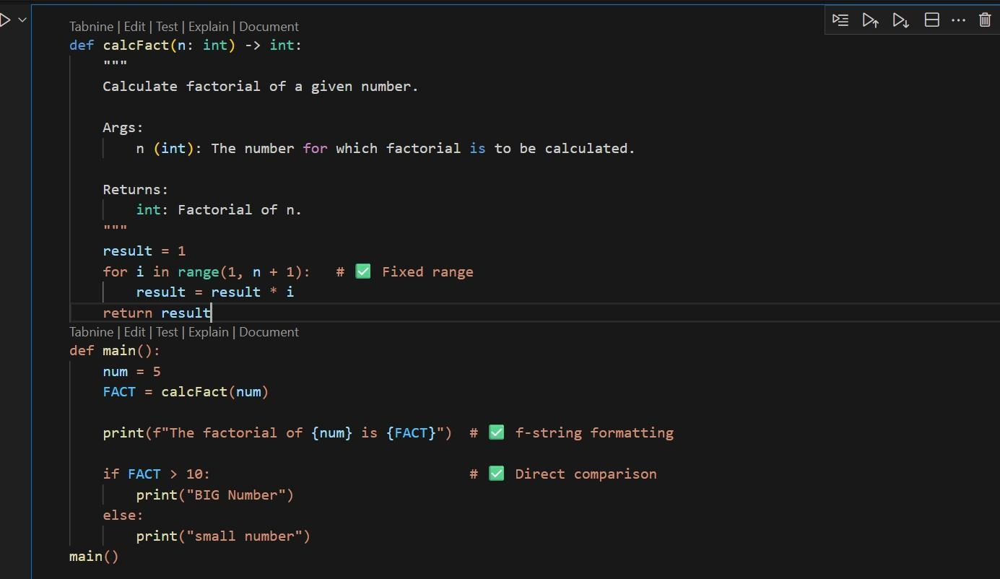 Tabnine | Edit | Test | Explain | Document
def calcFact(n: int) -> int:
    """
    Calculate factorial of a given number.

    Args:
        n (int): The number for which factorial is to be calculated.

    Returns:
        int: Factorial of n.
    """
    result = 1
    for i in range(1, n + 1):   # ✅ Fixed range
        result = result * i
    return result
Tabnine | Edit | Test | Explain | Document
def main():
    num = 5
    FACT = calcFact(num)

    print(f"The factorial of {num} is {FACT}")  # ✅ f-string formatting

    if FACT > 10:                               # ✅ Direct comparison
        print("BIG Number")
    else:
        print("small number")
main()